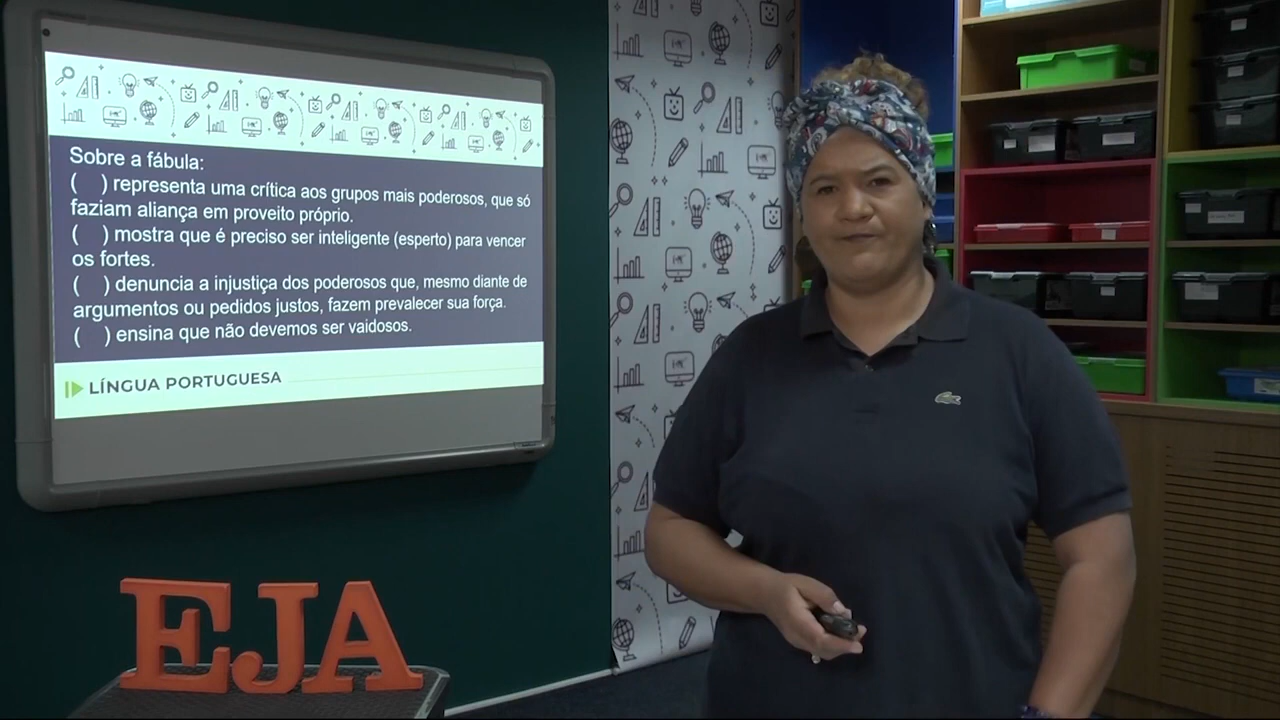 Sobre a fábula:
(    ) representa uma crítica aos grupos mais poderosos, que só
faziam aliança em proveito próprio.
(    ) mostra que é preciso ser inteligente (esperto) para vencer
os fortes.
(    ) denuncia a injustiça dos poderosos que, mesmo diante de
argumentos ou pedidos justos, fazem prevalecer sua força.
(    ) ensina que não devemos ser vaidosos.
LÍNGUA PORTUGUESA
EJA